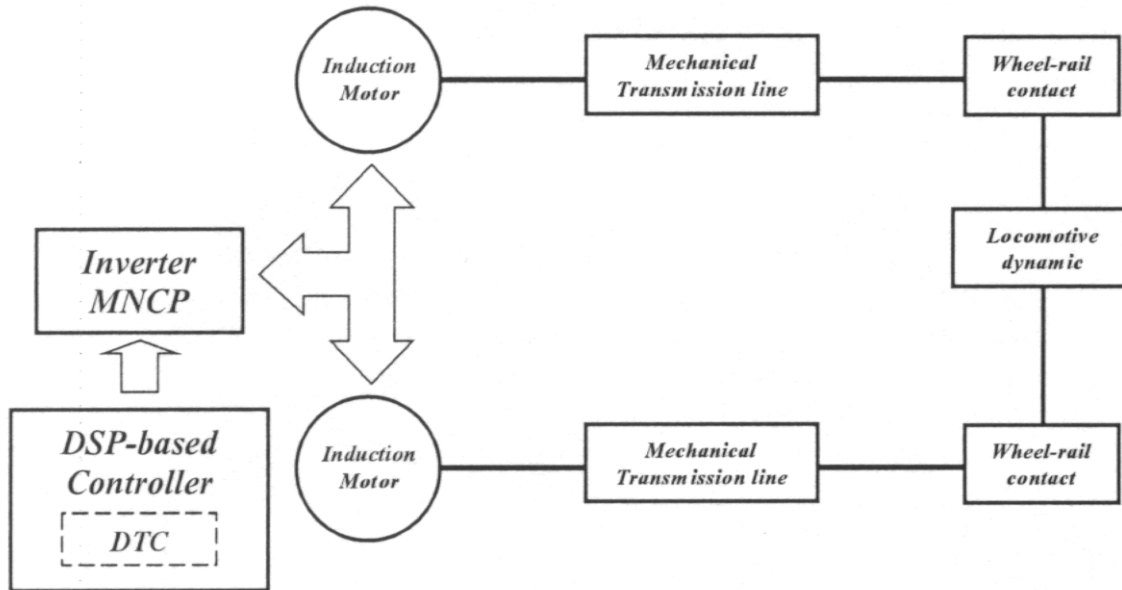 Induction
Motor
Mechanical
Transmission line
Wheel-rail
contact
Locomotive
dynamic
Inverter
MNCP
DSP-based
Controller
DTC
Induction
Motor
Mechanical
Transmission line
Wheel-rail
contact